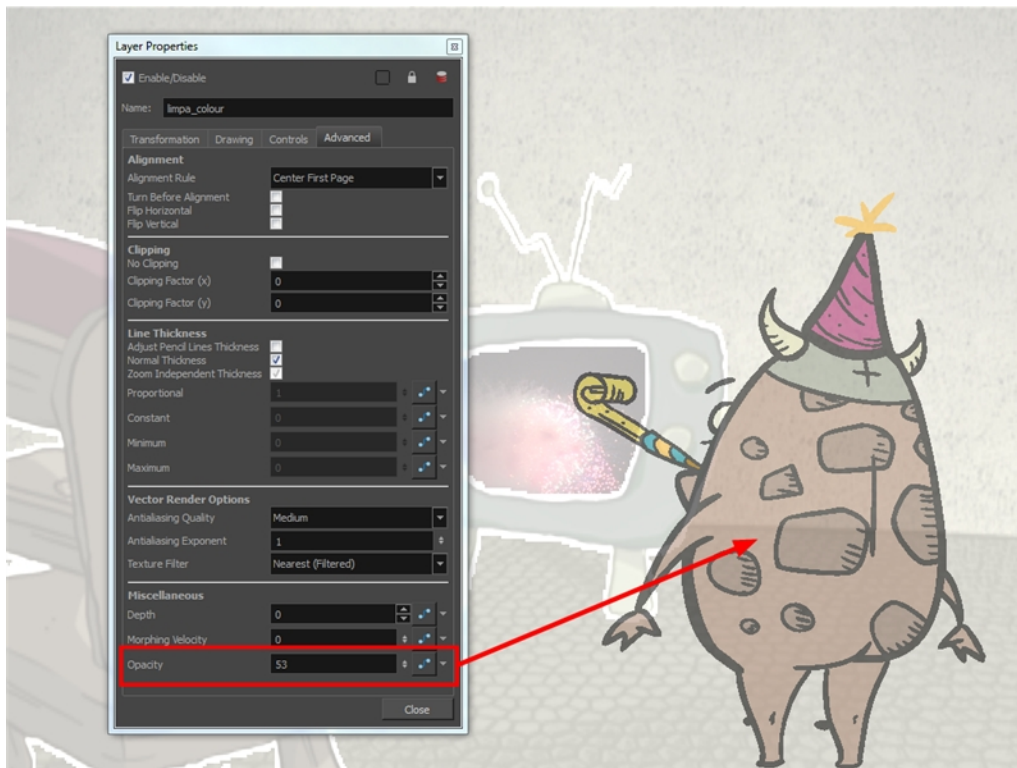 Layer Properties
Enable/Disable
Name: limpa_colour
Transformation Drawing Controls Advanced
Alignment
Alignment Rule Center First Page
Turn Before Alignment
Flip Horizontal
Flip Vertical
Clipping
No Clipping
Clipping Factor (x) 0
Clipping Factor (y) 0
Line Thickness
Adjust Pencil Lines Thickness
Normal Thickness
Zoom Independent Thickness
Proportional 1
Constant 0
Minimum 0
Maximum 0
Vector Render Options
Antialiasing Quality Medium
Antialiasing Exponent 1
Texture Filter Nearest (Filtered)
Miscellaneous
Depth 0
Morphing Velocity 0
Opacity 53
Close